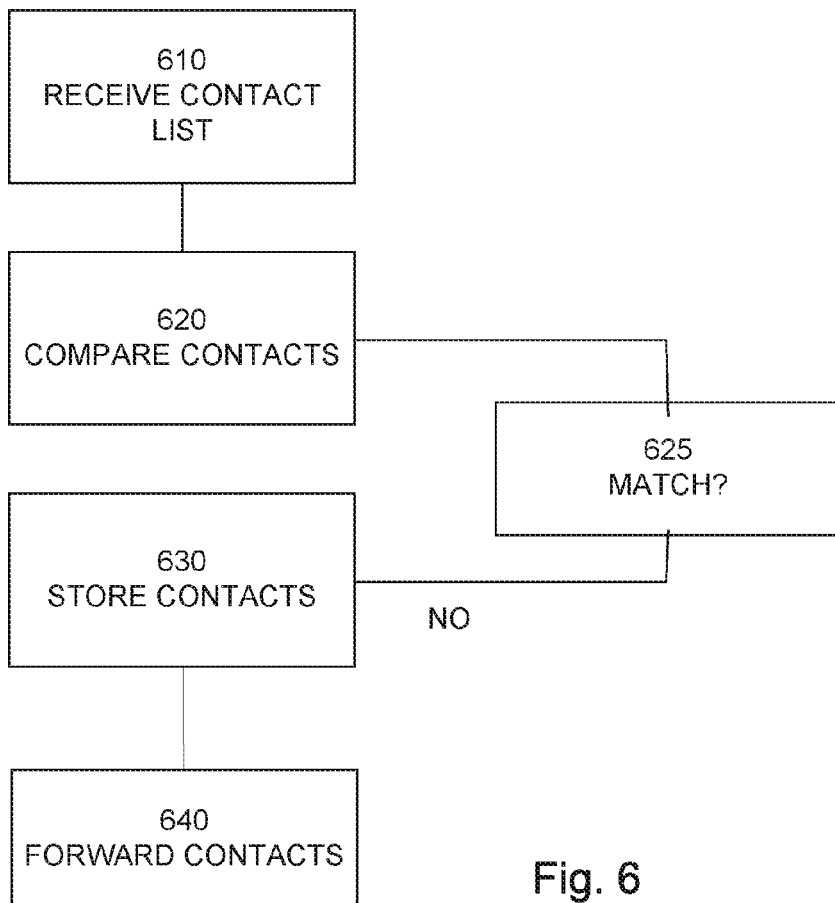 610
RECEIVE CONTACT
LIST
620
COMPARE CONTACTS
625
MATCH?
630
STORE CONTACTS
NO
640
FORWARD CONTACTS
Fig. 6